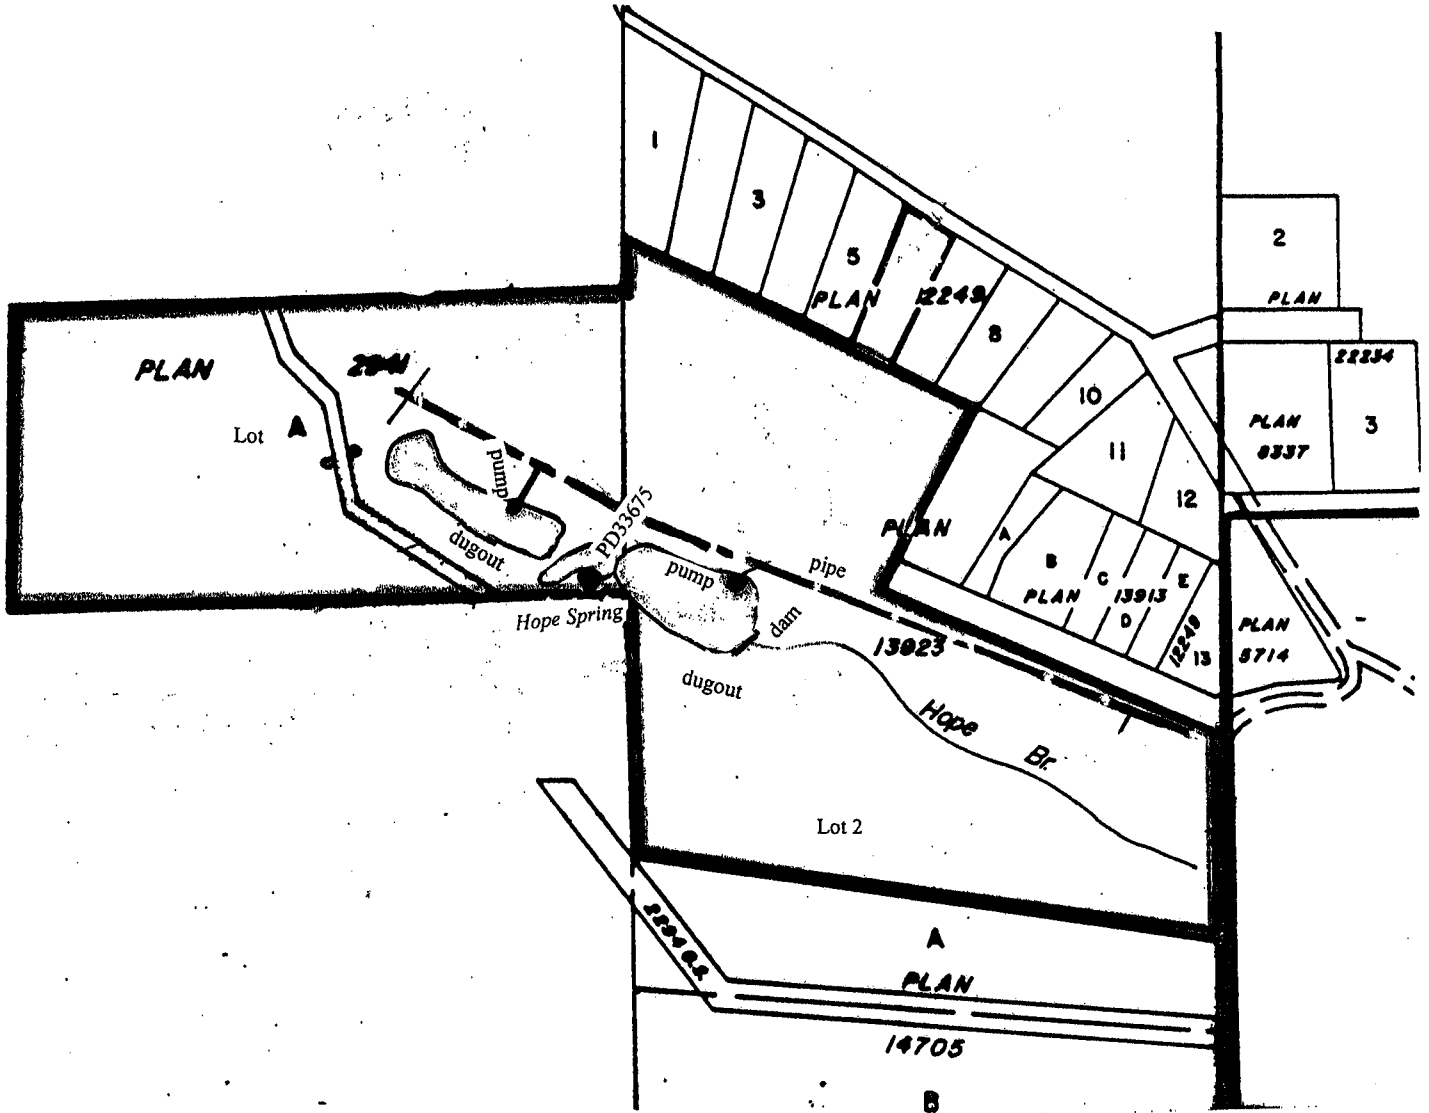 1
3
5
PLAN 12249
8
10
11
12
2
PLAN
22234
PLAN
8337
3
PLAN
Lot A
pump
dugout
PD33675
Hope Spring
pump
pipe
dam
dugout
PLAN
13023
A
B
C
D
E
PLAN 13913
12249
13
PLAN
5714
Hope Br.
Lot 2
A
PLAN
14705
B